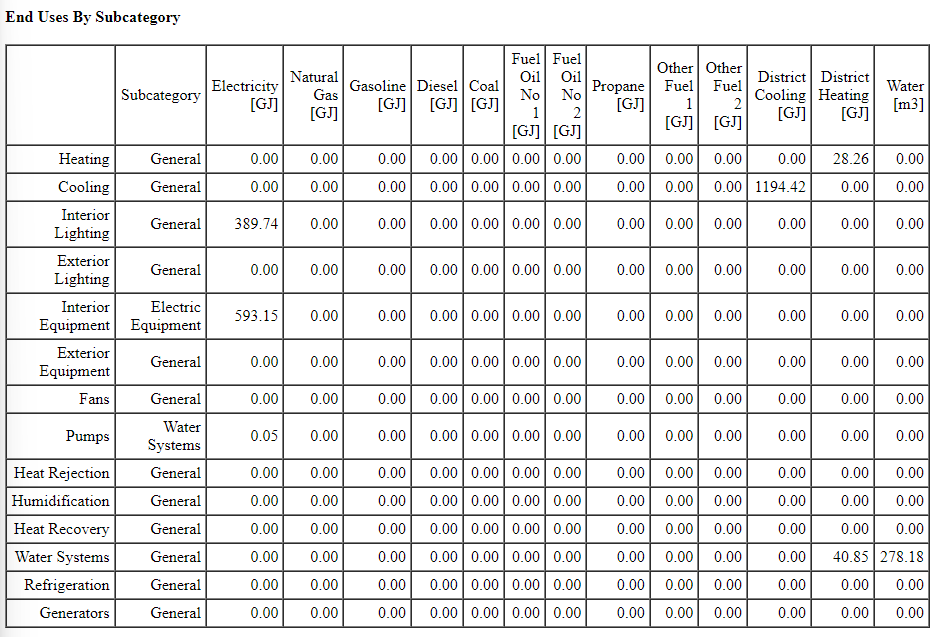 End Uses By Subcategory
Subcategory Electricity [GJ] Natural Gas [GJ] Gasoline [GJ] Diesel [GJ] Coal [GJ] Fuel Oil No 1 [GJ] Fuel Oil No 2 [GJ] Propane [GJ] Other Fuel 1 [GJ] Other Fuel 2 [GJ] District Cooling [GJ] District Heating [GJ] Water [m3]
Heating General 0.00 0.00 0.00 0.00 0.00 0.00 0.00 0.00 0.00 0.00 0.00 28.26 0.00
Cooling General 0.00 0.00 0.00 0.00 0.00 0.00 0.00 0.00 0.00 0.00 1194.42 0.00 0.00
Interior Lighting General 389.74 0.00 0.00 0.00 0.00 0.00 0.00 0.00 0.00 0.00 0.00 0.00 0.00
Exterior Lighting General 0.00 0.00 0.00 0.00 0.00 0.00 0.00 0.00 0.00 0.00 0.00 0.00 0.00
Interior Equipment Electric Equipment 593.15 0.00 0.00 0.00 0.00 0.00 0.00 0.00 0.00 0.00 0.00 0.00 0.00
Exterior Equipment General 0.00 0.00 0.00 0.00 0.00 0.00 0.00 0.00 0.00 0.00 0.00 0.00 0.00
Fans General 0.00 0.00 0.00 0.00 0.00 0.00 0.00 0.00 0.00 0.00 0.00 0.00 0.00
Pumps Water Systems 0.05 0.00 0.00 0.00 0.00 0.00 0.00 0.00 0.00 0.00 0.00 0.00 0.00
Heat Rejection General 0.00 0.00 0.00 0.00 0.00 0.00 0.00 0.00 0.00 0.00 0.00 0.00 0.00
Humidification General 0.00 0.00 0.00 0.00 0.00 0.00 0.00 0.00 0.00 0.00 0.00 0.00 0.00
Heat Recovery General 0.00 0.00 0.00 0.00 0.00 0.00 0.00 0.00 0.00 0.00 0.00 0.00 0.00
Water Systems General 0.00 0.00 0.00 0.00 0.00 0.00 0.00 0.00 0.00 0.00 0.00 40.85 278.18
Refrigeration General 0.00 0.00 0.00 0.00 0.00 0.00 0.00 0.00 0.00 0.00 0.00 0.00 0.00
Generators General 0.00 0.00 0.00 0.00 0.00 0.00 0.00 0.00 0.00 0.00 0.00 0.00 0.00